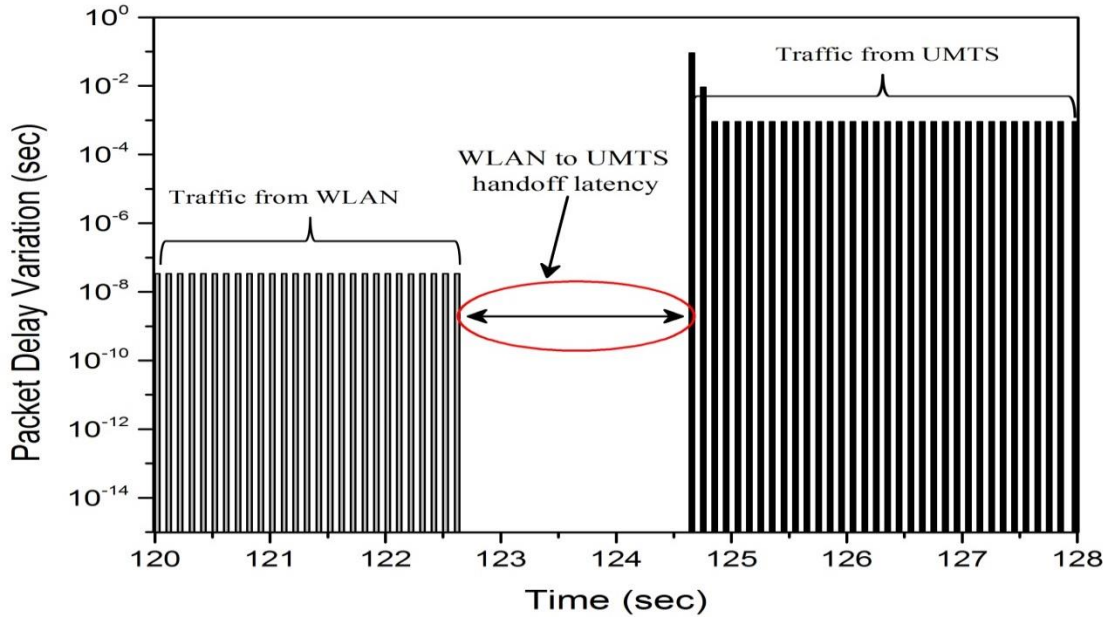 Packet Delay Variation (sec)
10^0
10^-2
10^-4
10^-6
10^-8
10^-10
10^-12
10^-14
Traffic from WLAN
WLAN to UMTS
handoff latency
Traffic from UMTS
120 121 122 123 124 125 126 127 128
Time (sec)